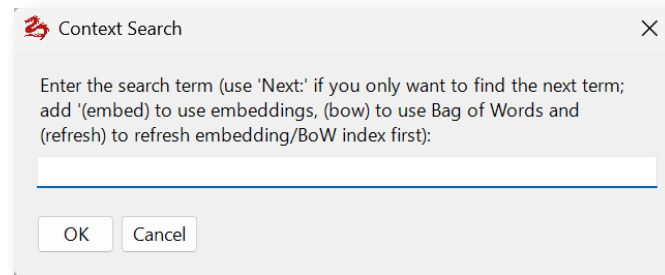 Context Search
Enter the search term (use 'Next:' if you only want to find the next term;
add '(embed) to use embeddings, (bow) to use Bag of Words and
(refresh) to refresh embedding/BoW index first):
OK Cancel